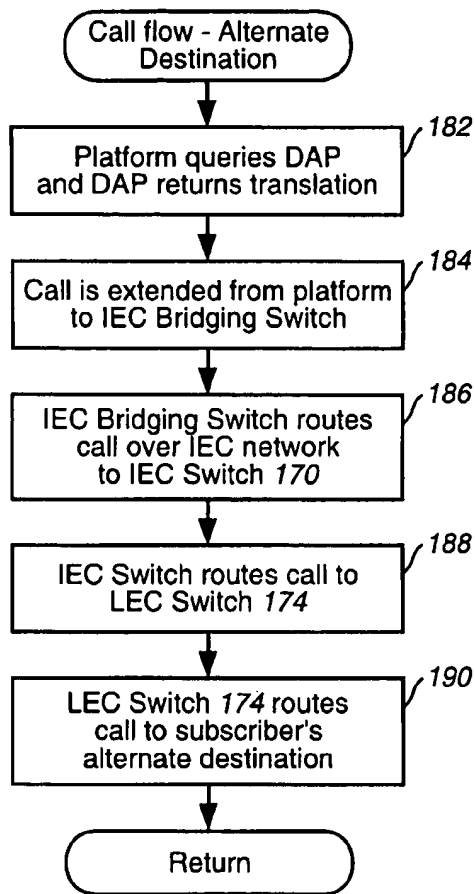 Call flow - Alternate
Destination
182
Platform queries DAP
and DAP returns translation
184
Call is extended from platform
to IEC Bridging Switch
186
IEC Bridging Switch routes
call over IEC network
to IEC Switch 170
188
IEC Switch routes call to
LEC Switch 174
190
LEC Switch 174 routes
call to subscriber's
alternate destination
Return